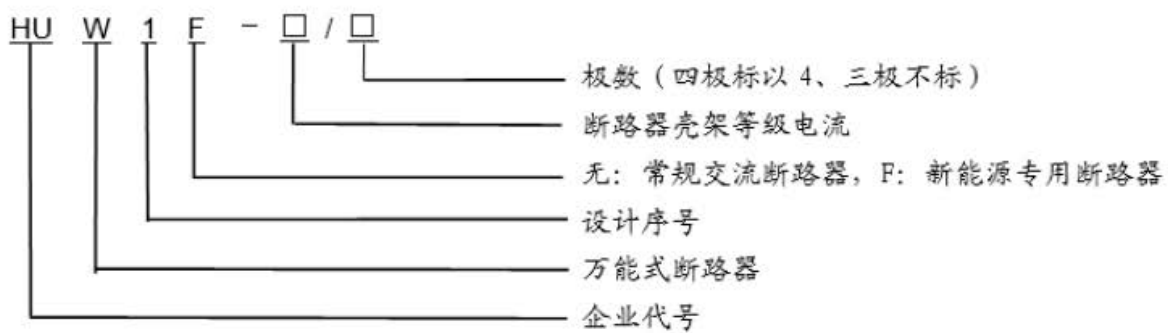 HU W 1 F - □ / □
极数（四极标以 4、三极不标）
断路器壳架等级电流
无：常规交流断路器，F：新能源专用断路器
设计序号
万能式断路器
企业代号